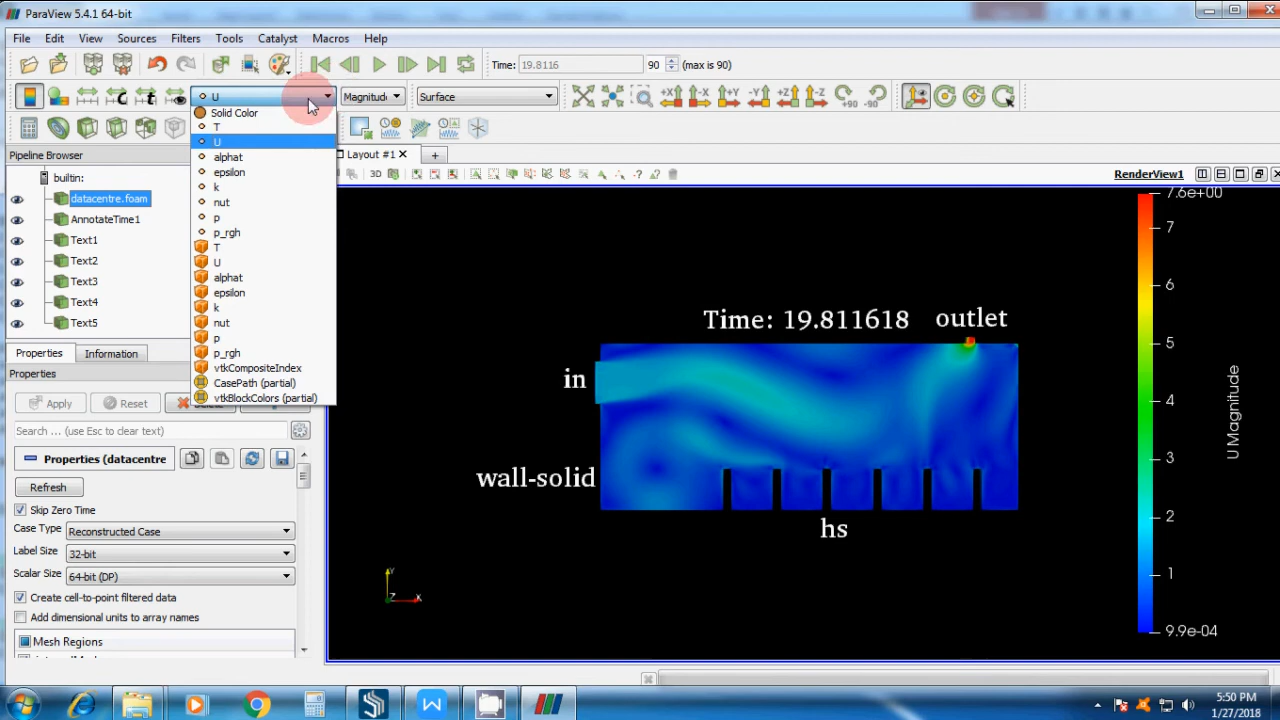 ParaView 5.4.1 64-bit
File Edit View Sources Filters Tools Catalyst Macros Help
Time: 19.8116 90 (max is 90)
U Magnitude Surface
+X -X +Y -Y +Z -Z +90 -90
Solid Color
T
U
alphat
epsilon
k
nut
p
p_rgh
T
U
alphat
epsilon
k
nut
p
p_rgh
vtkCompositeIndex
CasePath (partial)
vtkBlockColors (partial)
Pipeline Browser
builtin:
datacentre.foam
AnnotateTime1
Text1
Text2
Text3
Text4
Text5
Properties Information
Properties
Apply Reset
Search ... (use Esc to clear text)
Properties (datacentre
Refresh
Skip Zero Time
Case Type Reconstructed Case
Label Size 32-bit
Scalar Size 64-bit (DP)
Create cell-to-point filtered data
Add dimensional units to array names
Mesh Regions
Layout #1
3D
RenderView1
Time: 19.811618 outlet
in
wall-solid
hs
Y
Z X
7.6e+00
7
6
5
4
3
2
1
9.9e-04
U Magnitude
5:50 PM
1/27/2018